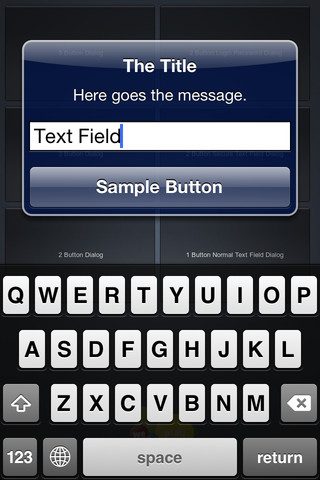 The Title
Here goes the message.
Text Field
Sample Button
2 Button Dialog
1 Button Normal Text Field Dialog
Q W E R T Y U I O P
A S D F G H J K L
Z X C V B N M
123 space return